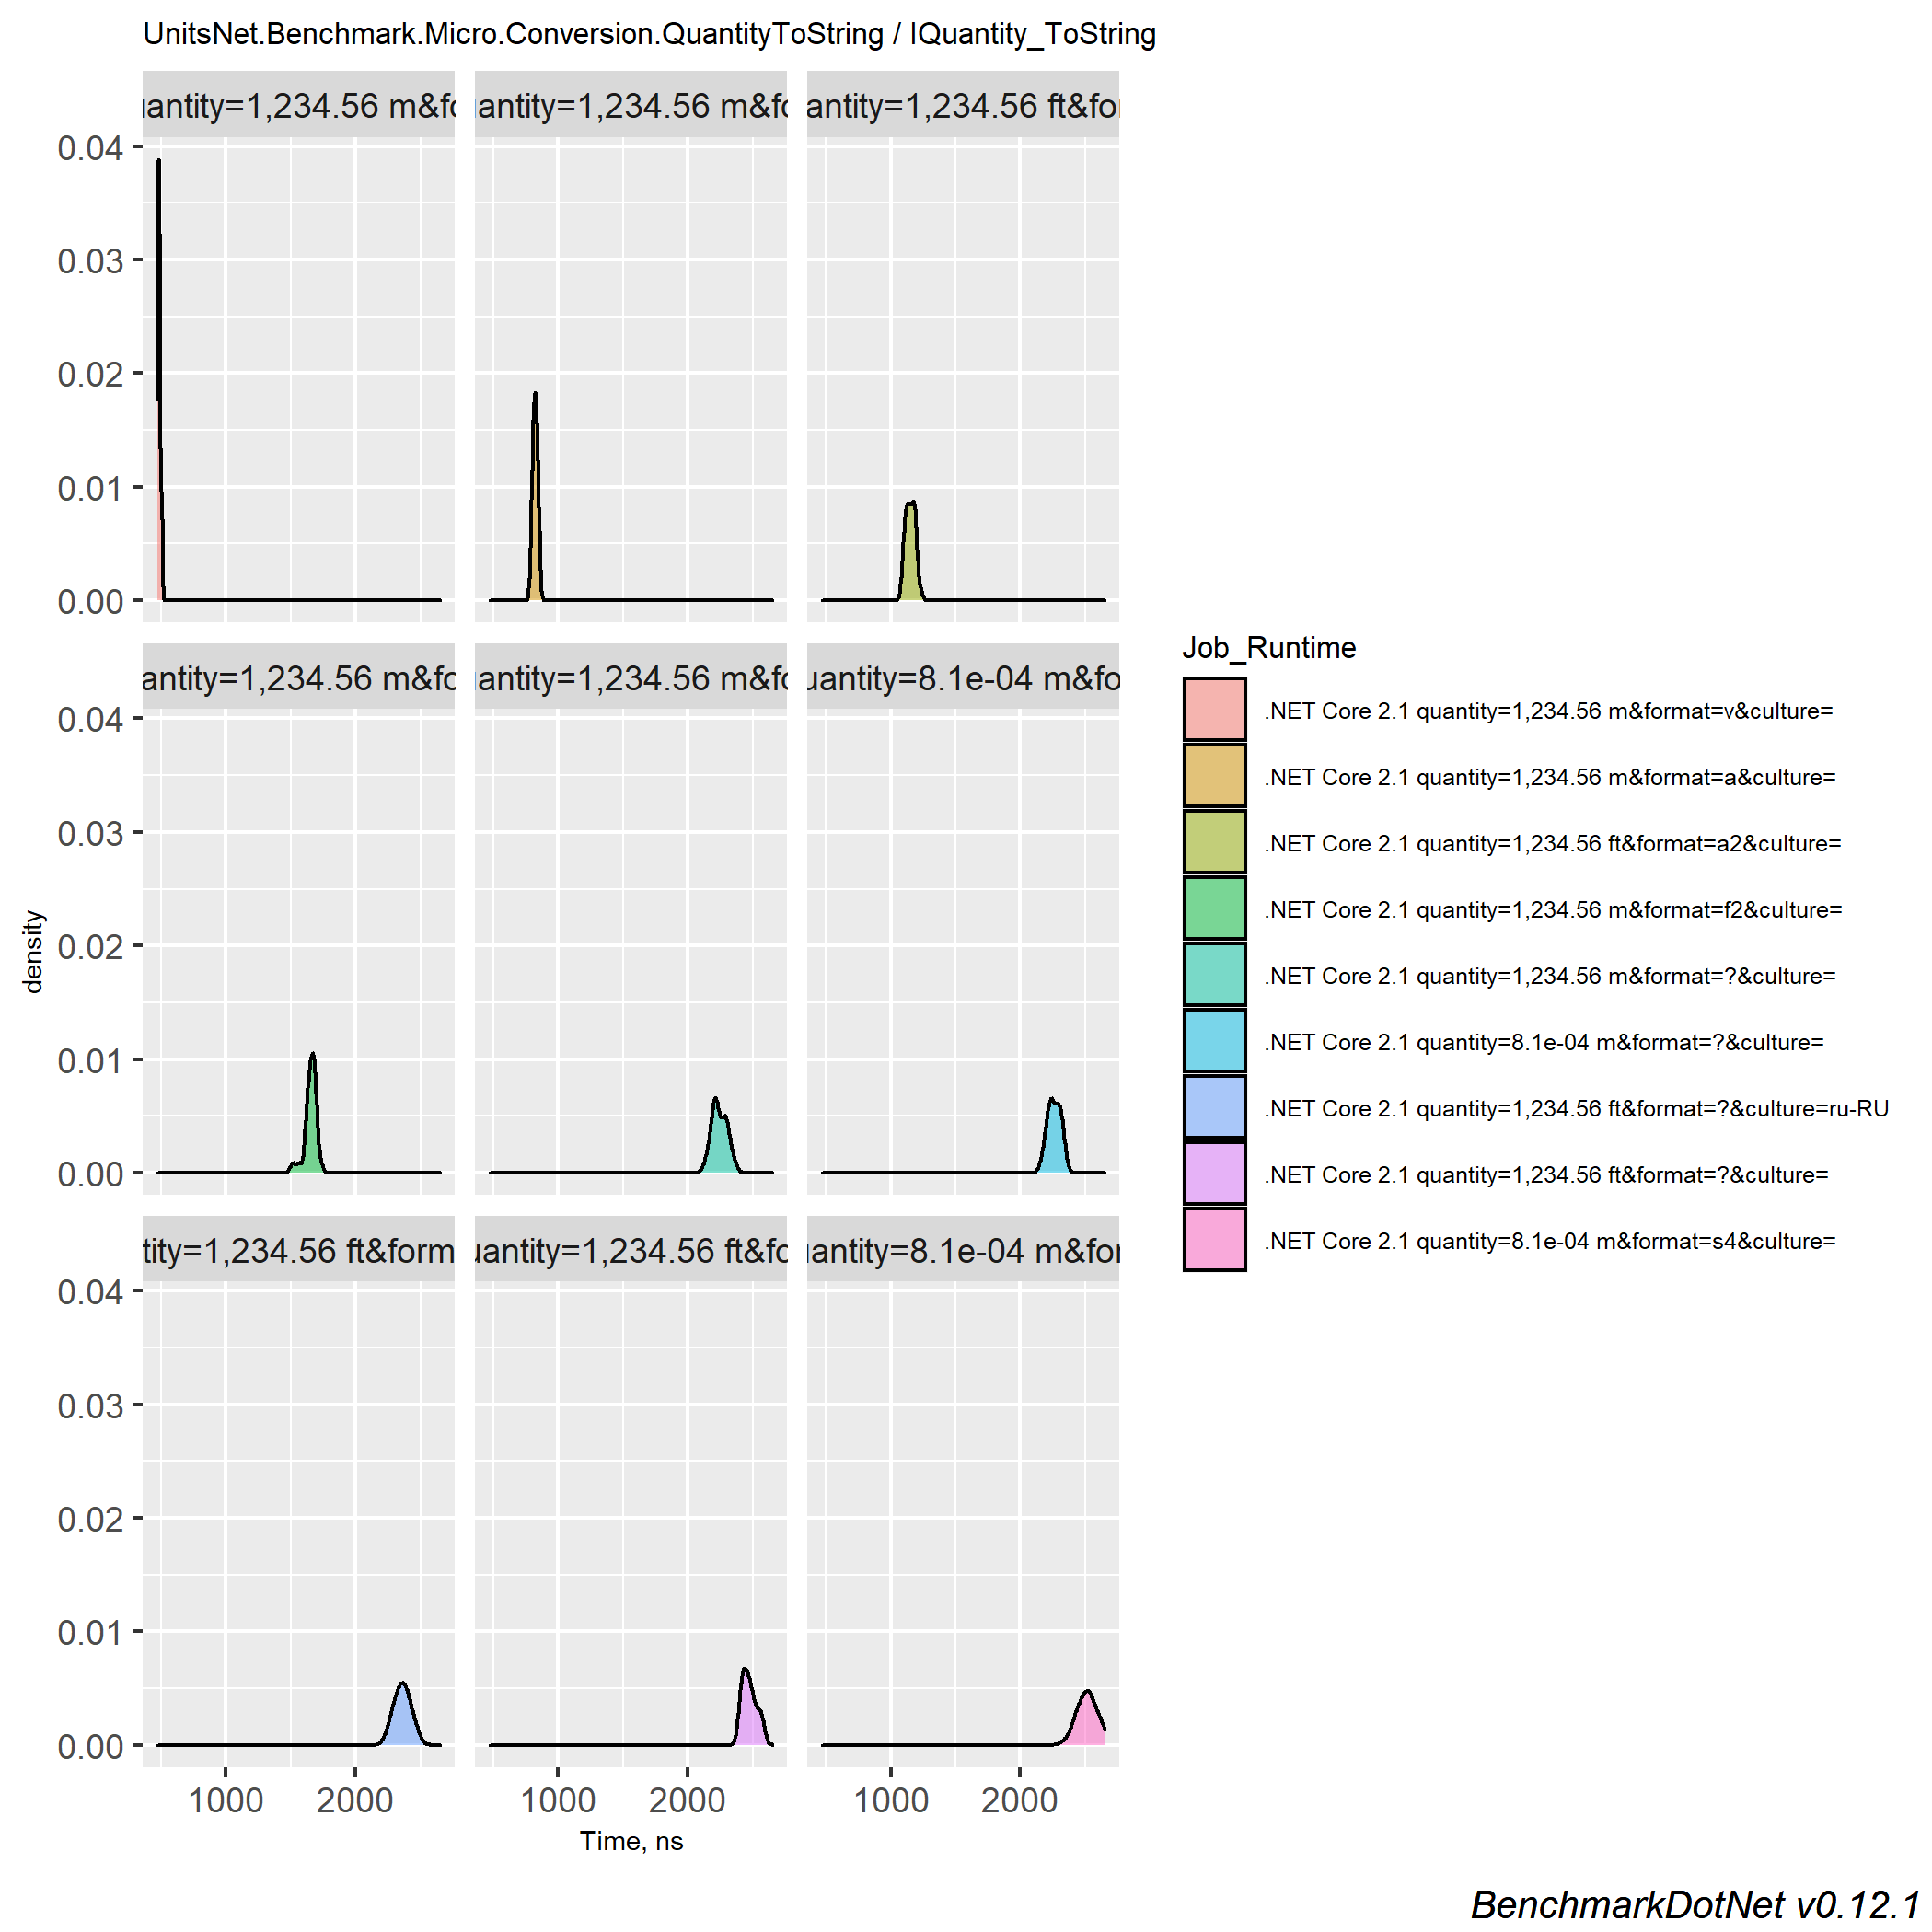 UnitsNet.Benchmark.Micro.Conversion.QuantityToString / IQuantity_ToString
uantity=1,234.56 m&fo
uantity=1,234.56 m&fo
antity=1,234.56 ft&for
0.04
0.03
0.02
0.01
0.00
antity=1,234.56 m&fo
uantity=1,234.56 m&fo
uantity=8.1e-04 m&fo
0.04
0.03
0.02
0.01
0.00
tity=1,234.56 ft&form
uantity=1,234.56 ft&fo
uantity=8.1e-04 m&for
0.04
0.03
0.02
0.01
0.00
1000 2000 1000 2000 1000 2000
Time, ns
density
Job_Runtime
.NET Core 2.1 quantity=1,234.56 m&format=v&culture=
.NET Core 2.1 quantity=1,234.56 m&format=a&culture=
.NET Core 2.1 quantity=1,234.56 ft&format=a2&culture=
.NET Core 2.1 quantity=1,234.56 m&format=f2&culture=
.NET Core 2.1 quantity=1,234.56 m&format=?&culture=
.NET Core 2.1 quantity=8.1e-04 m&format=?&culture=
.NET Core 2.1 quantity=1,234.56 ft&format=?&culture=ru-RU
.NET Core 2.1 quantity=1,234.56 ft&format=?&culture=
.NET Core 2.1 quantity=8.1e-04 m&format=s4&culture=
BenchmarkDotNet v0.12.1